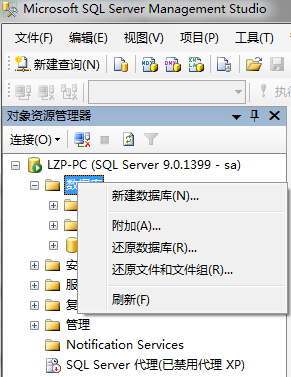 Microsoft SQL Server Management Studio
文件(F) 编辑(E) 视图(V) 项目(P) 工具(T)
新建查询(N)
执
对象资源管理器
连接(O)
LZP-PC (SQL Server 9.0.1399 - sa)
数据库
新建数据库(N)...
附加(A)...
还原数据库(R)...
还原文件和文件组(R)...
刷新(F)
安
服
复
管理
Notification Services
SQL Server 代理(已禁用代理 XP)